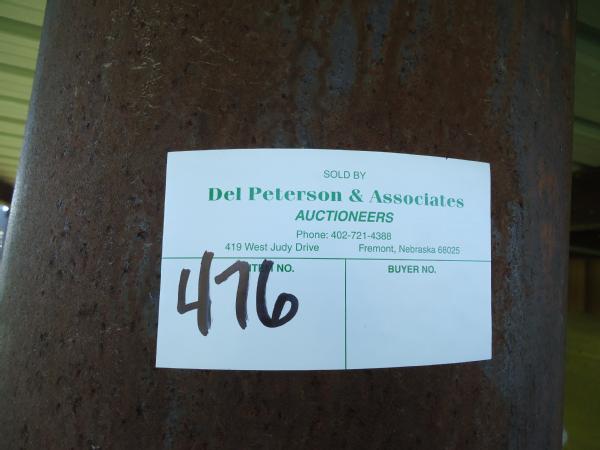 SOLD BY
Del Peterson & Associates
AUCTIONEERS
Phone: 402-721-4388
419 West Judy Drive Fremont, Nebraska 68025
ITEM NO. BUYER NO.
476